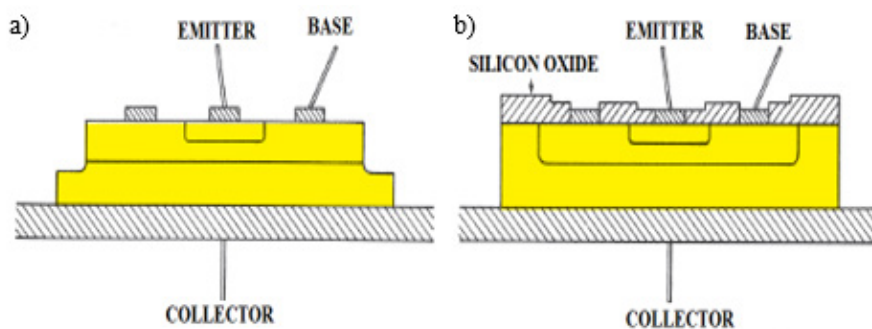 a)
EMITTER
BASE
COLLECTOR
b)
SILICON OXIDE
EMITTER
BASE
COLLECTOR